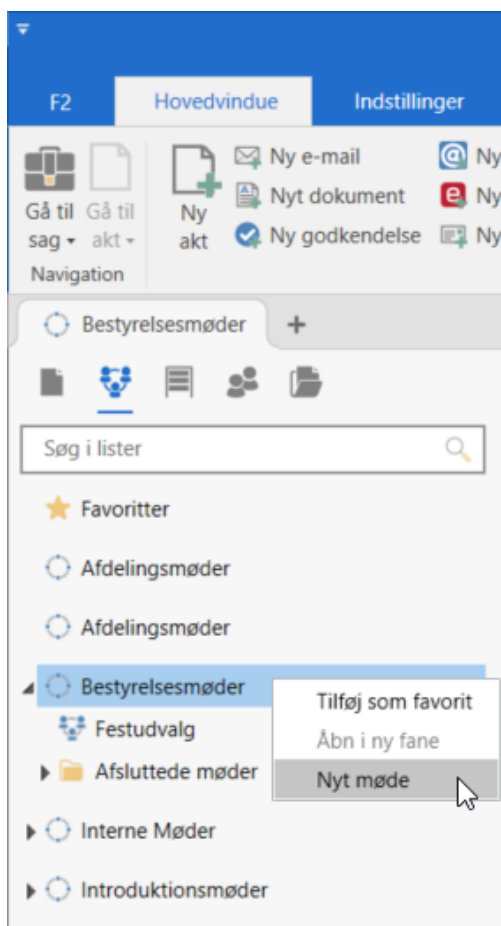 F2
Hovedvindue
Indstillinger
Gå til
sag
Gå til
akt
Ny
akt
Ny e-mail
Nyt dokument
Ny godkendelse
Ny
Ny
Ny
Navigation
Bestyrelsesmøder
Søg i lister
Favoritter
Afdelingsmøder
Afdelingsmøder
Bestyrelsesmøder
Tilføj som favorit
Åbn i ny fane
Nyt møde
Festudvalg
Afsluttede møder
Interne Møder
Introduktionsmøder